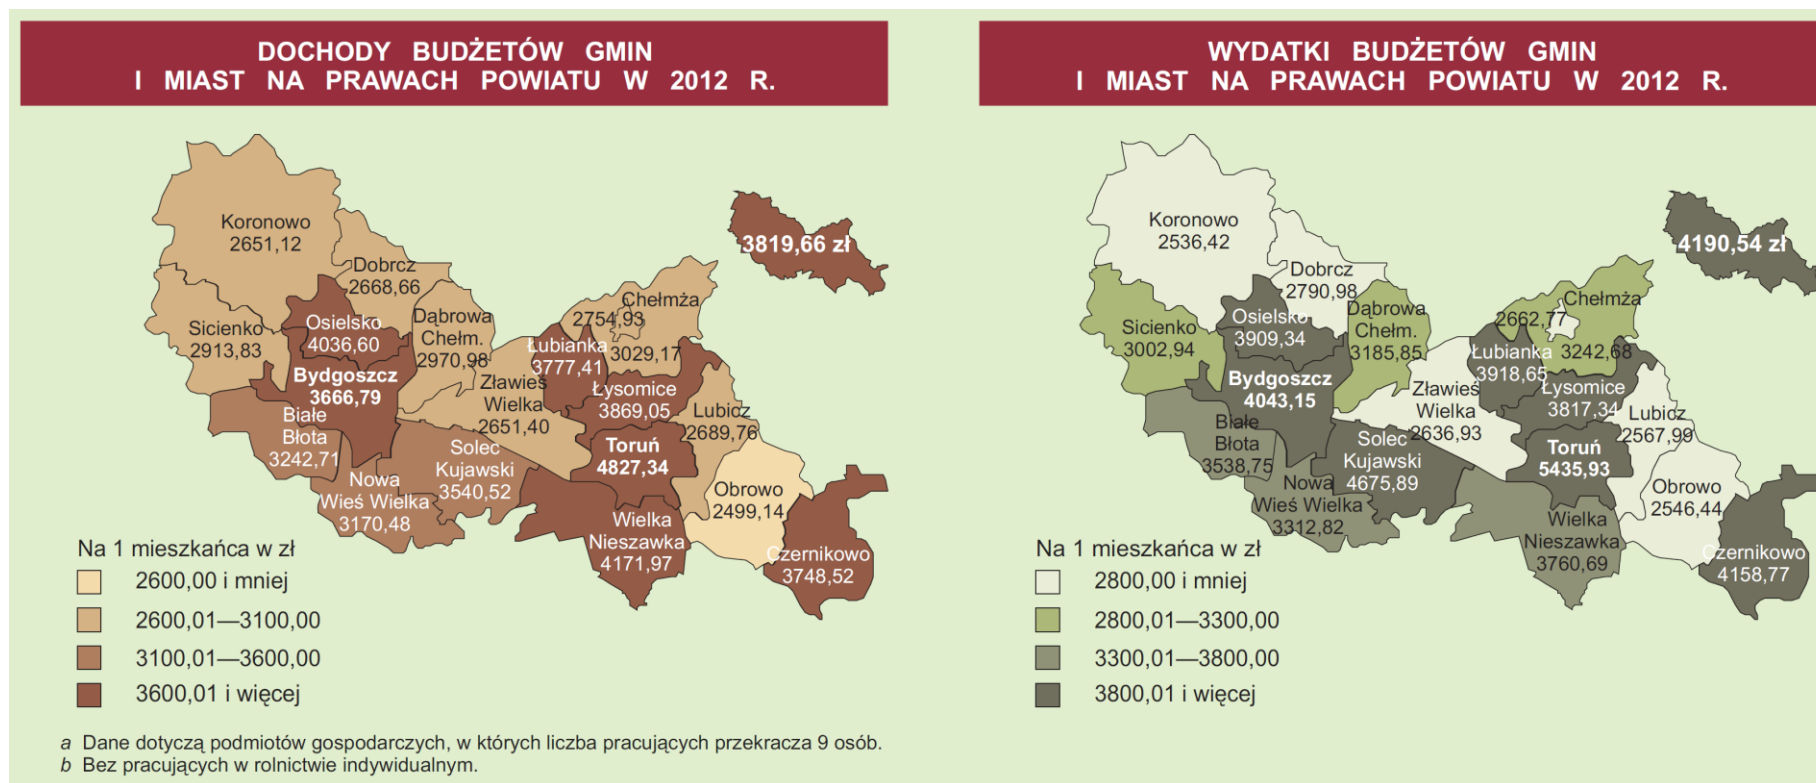 DOCHODY BUDŻETÓW GMIN
I MIAST NA PRAWACH POWIATU W 2012 R.
Koronowo
2651,12
3819,66 zł
Dobrcz
2668,66
Chełmża
2754,93
Sicienko
2913,83
Osielsko
4036,60
Dąbrowa
Chełm.
2970,98
Łubianka
3777,41
3029,17
Bydgoszcz
3666,79
Zławieś
Wielka
2651,40
Łysomice
3869,05
Białe
Błota
3242,71
Lubicz
2689,76
Solec
Kujawski
3540,52
Toruń
4827,34
Nowa
Wieś Wielka
3170,48
Obrowo
2499,14
Wielka
Nieszawka
4171,97
Czernikowo
3748,52
Na 1 mieszkańca w zł
2600,00 i mniej
2600,01—3100,00
3100,01—3600,00
3600,01 i więcej
a Dane dotyczą podmiotów gospodarczych, w których liczba pracujących przekracza 9 osób.
b Bez pracujących w rolnictwie indywidualnym.
WYDATKI BUDŻETÓW GMIN
I MIAST NA PRAWACH POWIATU W 2012 R.
Koronowo
2536,42
4190,54 zł
Dobrcz
2790,98
Chełmża
2662,77
Sicienko
3002,94
Osielsko
3909,34
Dąbrowa
Chełm.
3185,85
Łubianka
3918,65
3242,68
Bydgoszcz
4043,15
Zławieś
Wielka
2636,93
Łysomice
3817,34
Białe
Błota
3538,75
Lubicz
2567,99
Solec
Kujawski
4675,89
Toruń
5435,93
Nowa
Wieś Wielka
3312,82
Obrowo
2546,44
Wielka
Nieszawka
3760,69
Czernikowo
4158,77
Na 1 mieszkańca w zł
2800,00 i mniej
2800,01—3300,00
3300,01—3800,00
3800,01 i więcej